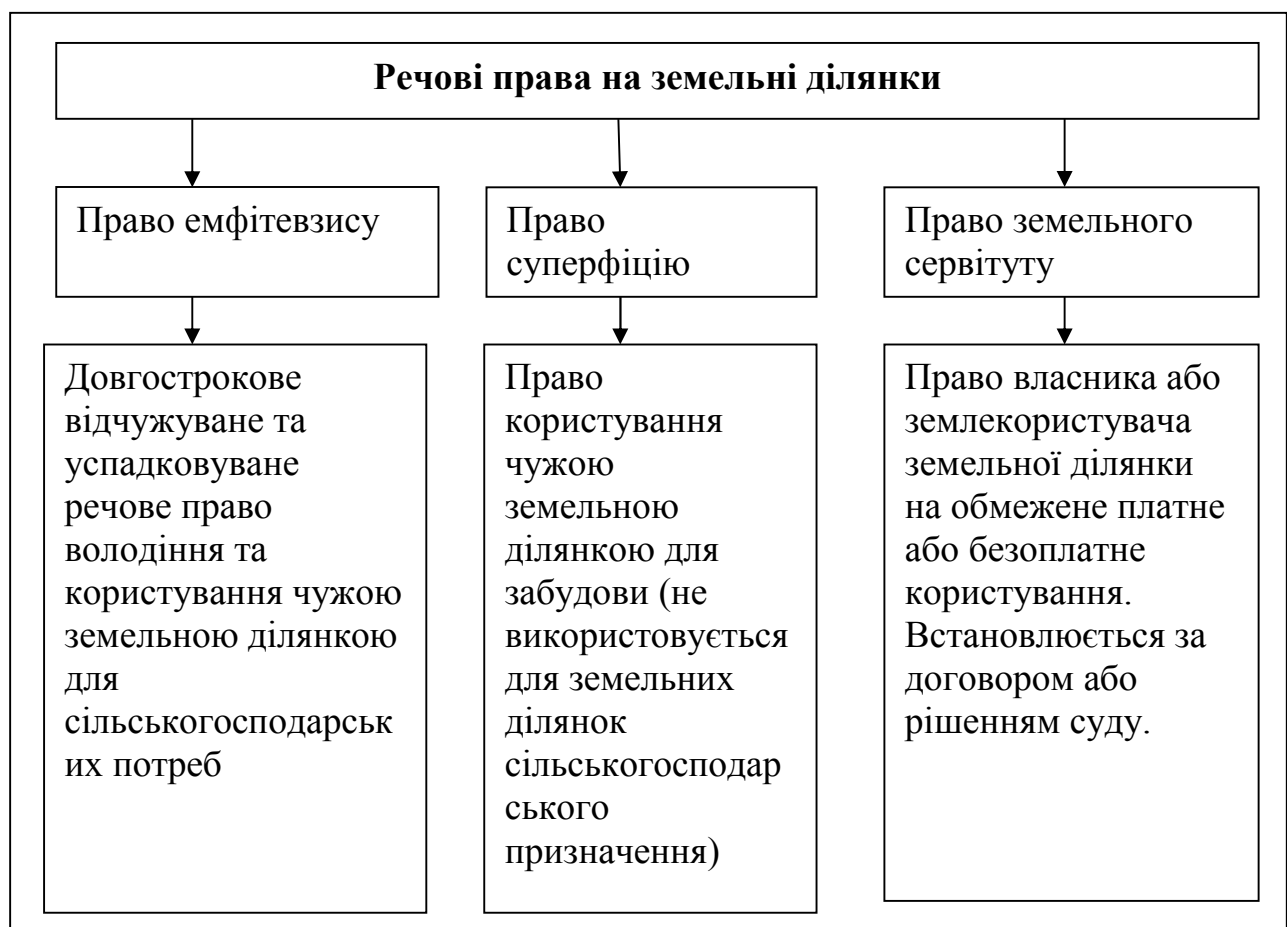 Речові права на земельні ділянки
Право емфітевзису
Право
суперфіцію
Право земельного
сервітуту
Довгострокове
відчужуване та
успадковуване
речове право
володіння та
користування чужою
земельною ділянкою
для
сільськогосподарськ
их потреб
Право
користування
чужою
земельною
ділянкою для
забудови (не
використовується
для земельних
ділянок
сільськогосподар
ського
призначення)
Право власника або
землекористувача
земельної ділянки
на обмежене платне
або безоплатне
користування.
Встановлюється за
договором або
рішенням суду.